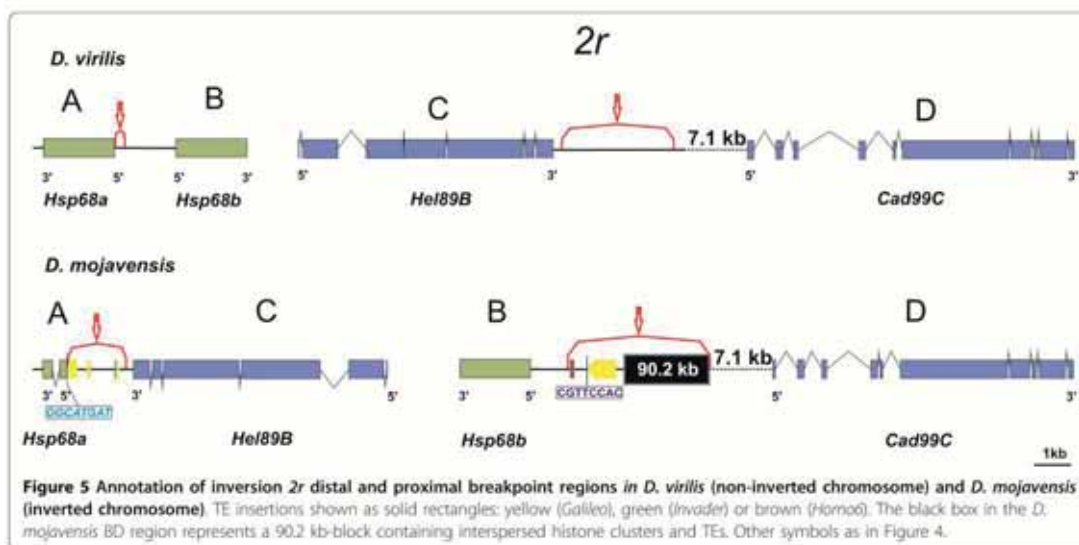 2r
D. virilis
A B C D
7.1 kb
3' 5' 5' 3' 5' 3' 5' 3'
Hsp68a Hsp68b Hel89B Cad99C
D. mojavensis
A C B D
7.1 kb
90.2 kb
3' 5' 3' 5' 3' 5' 5' 3'
GGCATGAT CGTTCCAC
Hsp68a Hel89B Hsp68b Cad99C
1kb
Figure 5 Annotation of inversion 2r distal and proximal breakpoint regions in D. virilis (non-inverted chromosome) and D. mojavensis
(inverted chromosome). TE insertions shown as solid rectangles: yellow (Galileo), green (Invader) or brown (Homo6). The black box in the D.
mojavensis BD region represents a 90.2 kb-block containing interspersed histone clusters and TEs. Other symbols as in Figure 4.